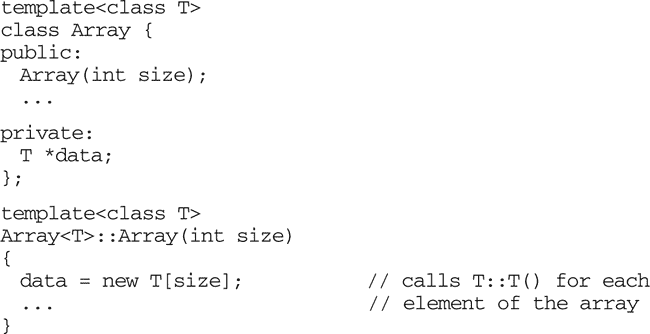 template<class T>
class Array {
public:
  Array(int size);
  ...
private:
  T *data;
};
template<class T>
Array<T>::Array(int size)
{
  data = new T[size];          // calls T::T() for each
  ...                          // element of the array
}